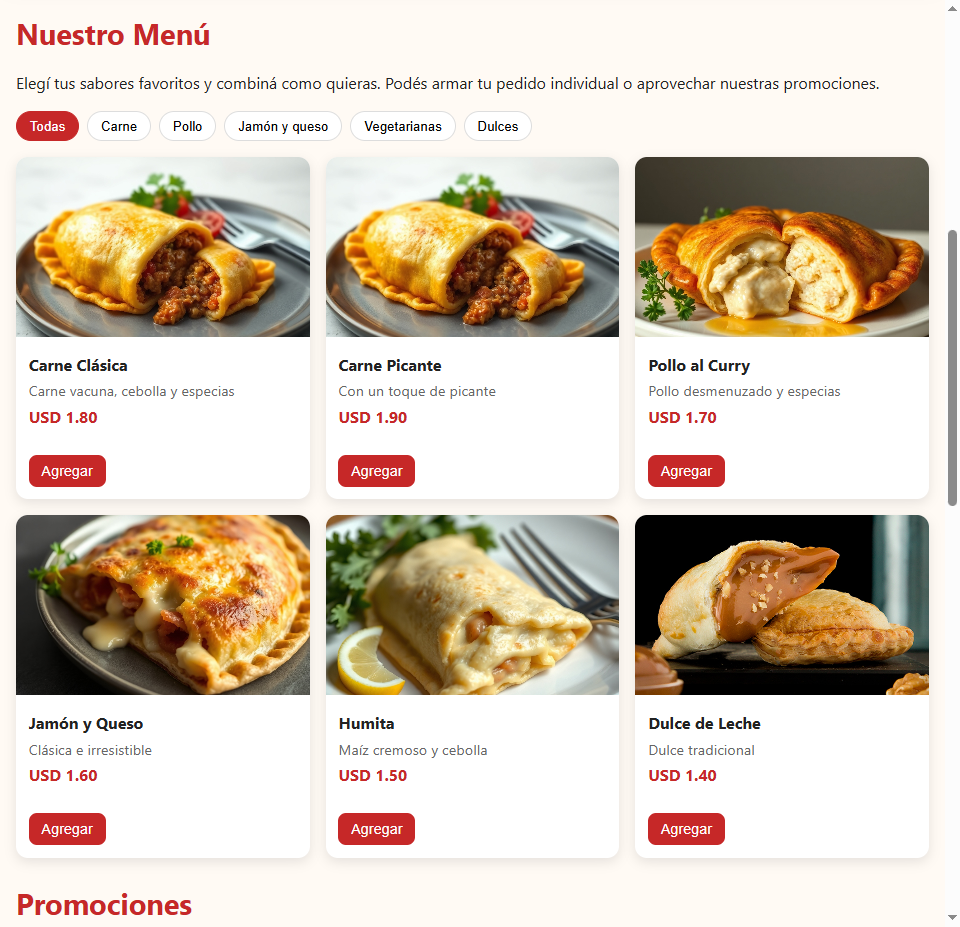 Nuestro Menú
Elegí tus sabores favoritos y combiná como quieras. Podés armar tu pedido individual o aprovechar nuestras promociones.
Todas
Carne
Pollo
Jamón y queso
Vegetarianas
Dulces
Carne Clásica
Carne vacuna, cebolla y especias
USD 1.80
Agregar
Carne Picante
Con un toque de picante
USD 1.90
Agregar
Pollo al Curry
Pollo desmenuzado y especias
USD 1.70
Agregar
Jamón y Queso
Clásica e irresistible
USD 1.60
Agregar
Humita
Maíz cremoso y cebolla
USD 1.50
Agregar
Dulce de Leche
Dulce tradicional
USD 1.40
Agregar
Promociones